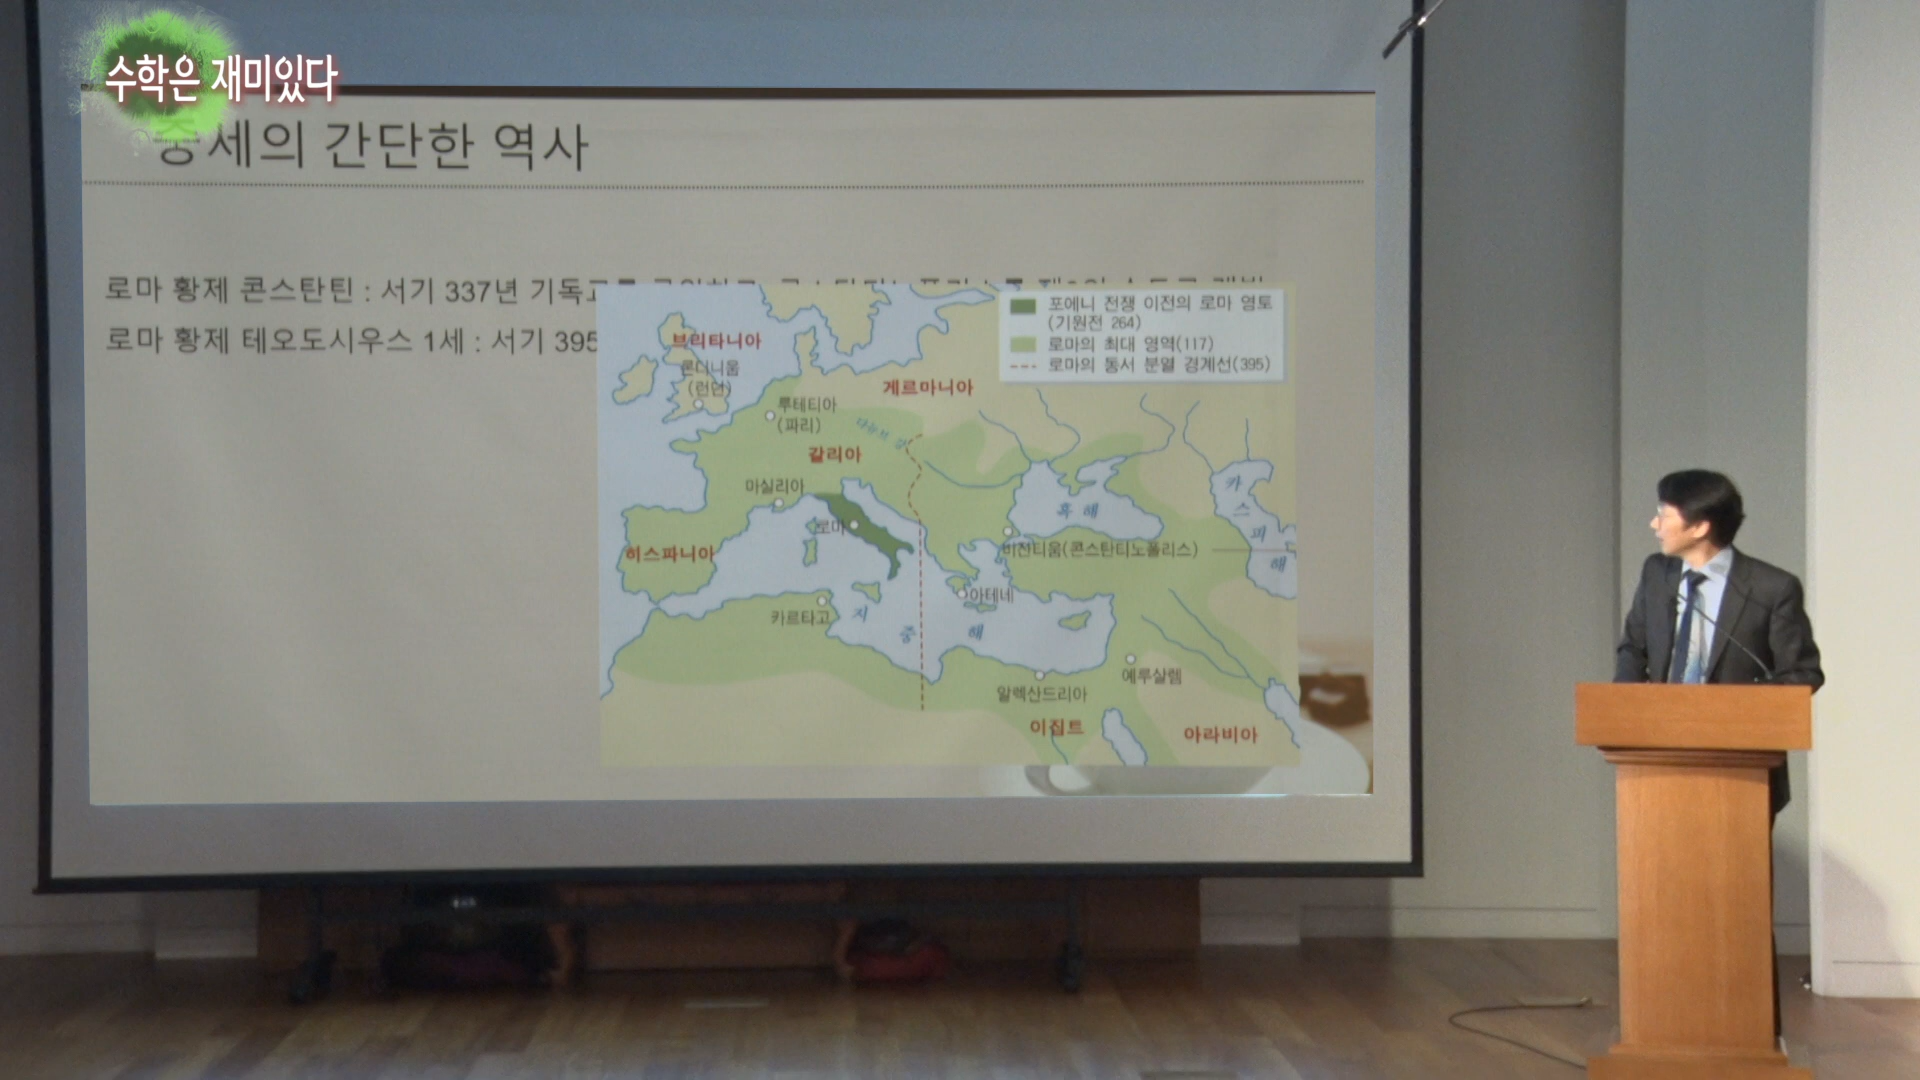 수학은 재미있다
중세의 간단한 역사
로마 황제 콘스탄틴 : 서기 337년
로마 황제 테오도시우스 1세 : 서기 395
포에니 전쟁 이전의 로마 영토
(기원전 264)
로마의 최대 영역(117)
로마의 동서 분열 경계선(395)
브리타니아
론디니움
(런던)
게르마니아
루테티아
(파리)
다뉴브 강
갈리아
마실리아
카스피해
흑해
로마
히스파니아
비잔티움(콘스탄티노폴리스)
아테네
카르타고
지중해
예루살렘
알렉산드리아
이집트
아라비아